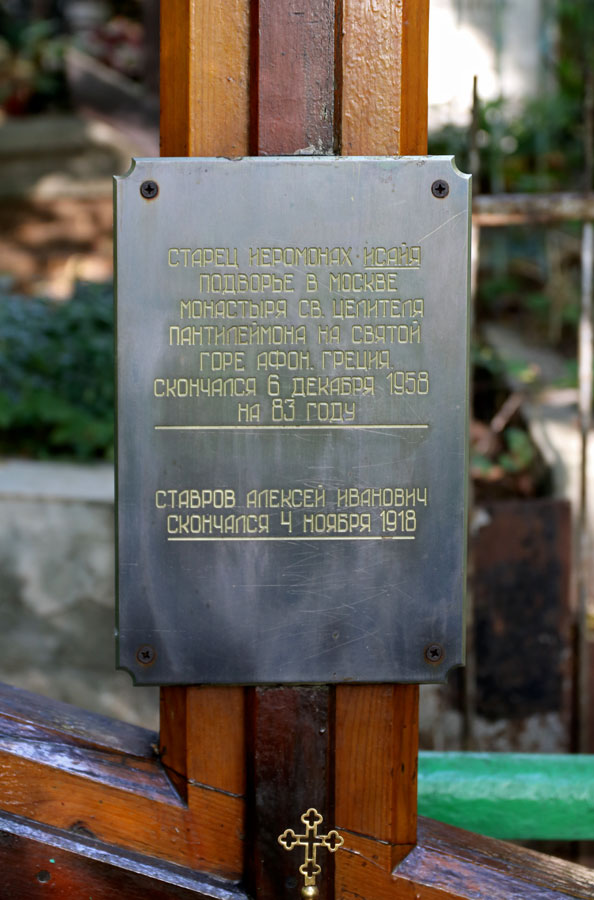 СТАРЕЦ ИЕРОМОНАХ ИСАЙЯ
ПОДВОРЬЕ В МОСКВЕ
МОНАСТЫРЯ СВ. ЦЕЛИТЕЛЯ
ПАНТИЛЕЙМОНА НА СВЯТОЙ
ГОРЕ АФОН. ГРЕЦИЯ.
СКОНЧАЛСЯ 6 ДЕКАБРЯ 1958
НА 83 ГОДУ
СТАВРОВ АЛЕКСЕЙ ИВАНОВИЧ
СКОНЧАЛСЯ 4 НОЯБРЯ 1918